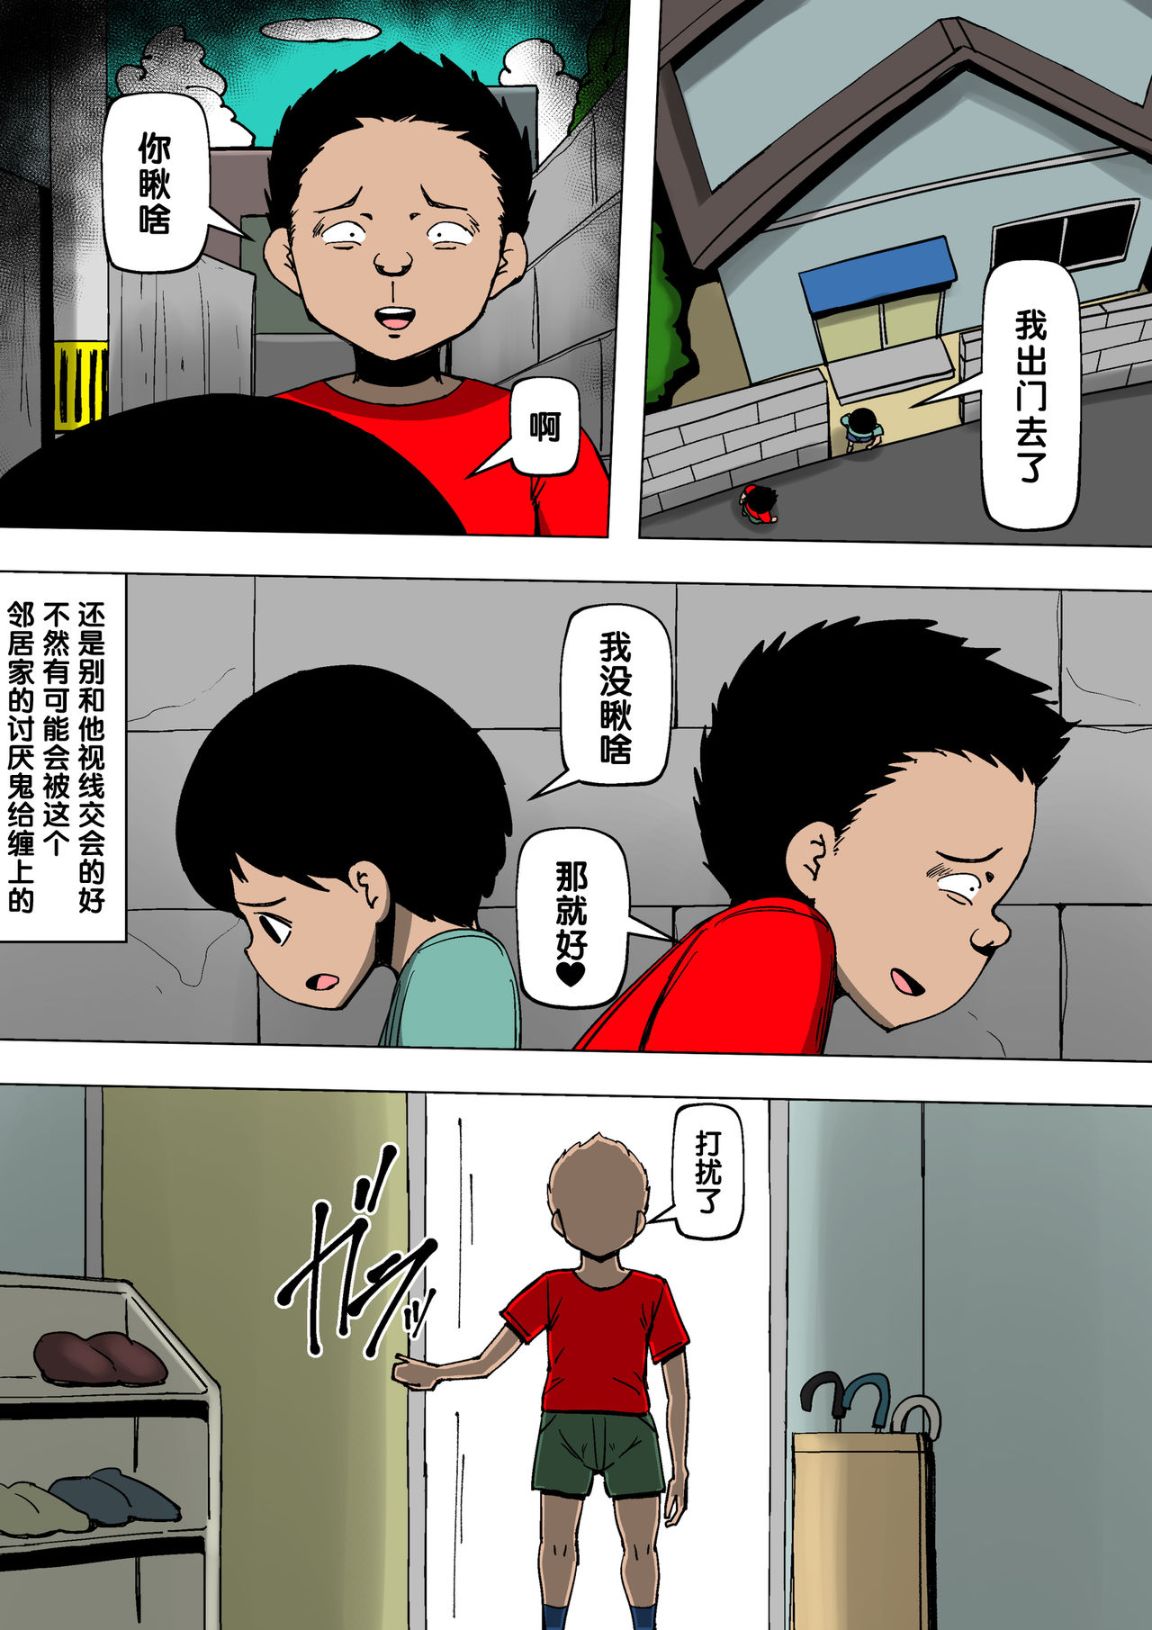 我出门去了
你瞅啥
啊
我没瞅啥
那就好♥
还是别和他视线交会的好
不然有可能会被这个
邻居家的讨厌鬼给缠上的
打扰了
ガラッ